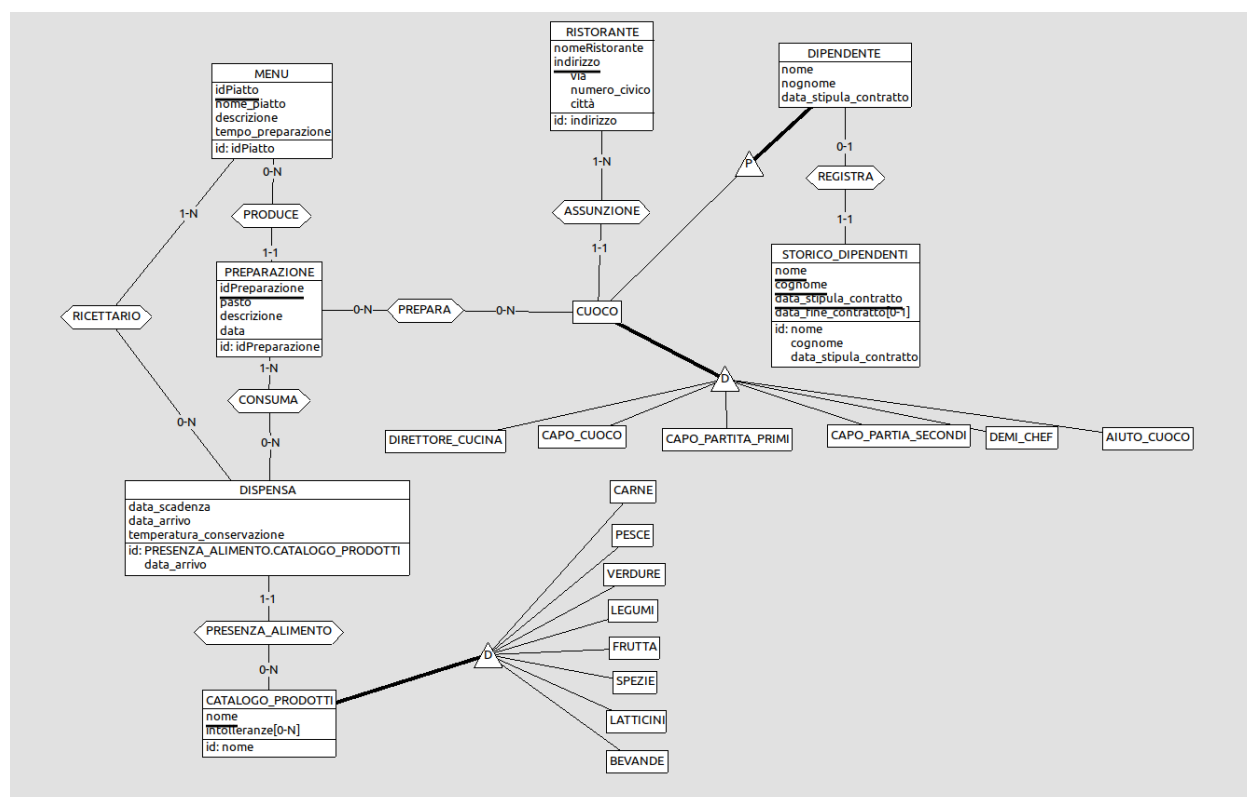 RISTORANTE
nomeRistorante
indirizzo
via
numero_civico
città
id: indirizzo
DIPENDENTE
nome
nognome
data_stipula_contratto
MENU
idPiatto
nome_piatto
descrizione
tempo_preparazione
id: idPiatto
0-N
1-N
0-1
P
REGISTRA
1-N
PRODUCE
ASSUNZIONE
1-1
1-1
1-1
PREPARAZIONE
idPreparazione
pasto
descrizione
data
id: idPreparazione
STORICO_DIPENDENTI
nome
cognome
data_stipula_contratto
data_fine_contratto[0-1]
id: nome
cognome
data_stipula_contratto
RICETTARIO
0-N
PREPARA
0-N
CUOCO
1-N
CONSUMA
D
0-N
0-N
DIRETTORE_CUCINA
CAPO_CUOCO
CAPO_PARTITA_PRIMI
CAPO_PARTIA_SECONDI
DEMI_CHEF
AIUTO_CUOCO
DISPENSA
data_scadenza
data_arrivo
temperatura_conservazione
id: PRESENZA_ALIMENTO.CATALOGO_PRODOTTI
data_arrivo
CARNE
PESCE
VERDURE
LEGUMI
FRUTTA
SPEZIE
LATTICINI
BEVANDE
D
1-1
PRESENZA_ALIMENTO
0-N
CATALOGO_PRODOTTI
nome
intolleranze[0-N]
id: nome